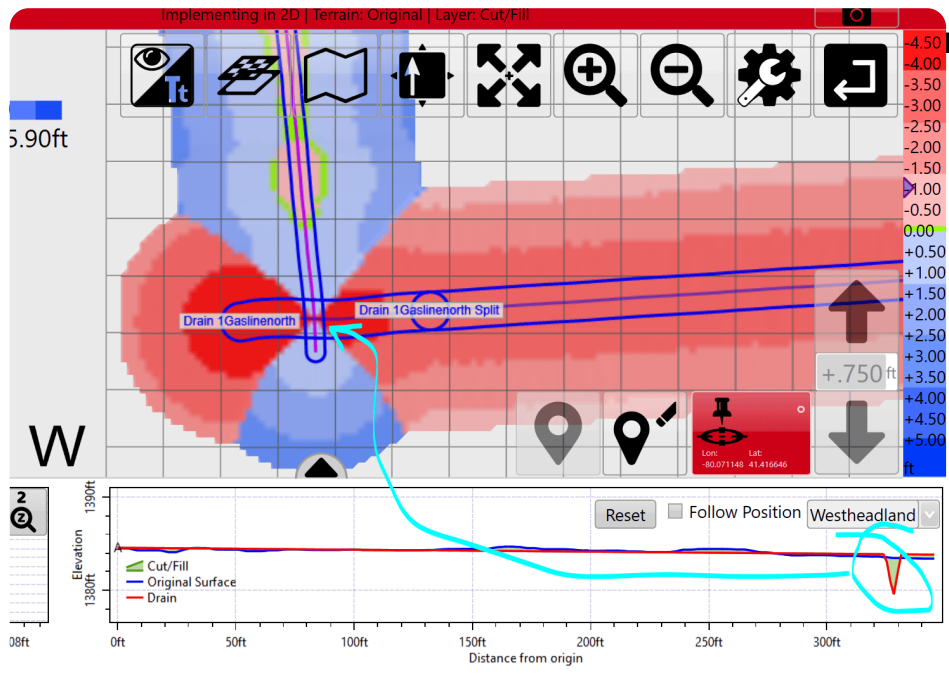 Implementing in 2D | Terrain: Original | Layer: Cut/Fill
Tt
5.90ft
-4.50
-4.00
-3.50
-3.00
-2.50
-2.00
-1.50
-1.00
-0.50
0.00
+0.50
+1.00
+1.50
+2.00
+2.50
+3.00
+3.50
+4.00
+4.50
+5.00
ft
Drain 1Gaslinenorth
Drain 1Gaslinenorth Split
+.750 ft
W
Lon: Lat:
-80.071148 41.416646
2
Z
Reset
Follow Position
Westheadland
1390ft
Elevation
1380ft
A
Cut/Fill
Original Surface
Drain
08ft
0ft 50ft 100ft 150ft 200ft 250ft 300ft
Distance from origin